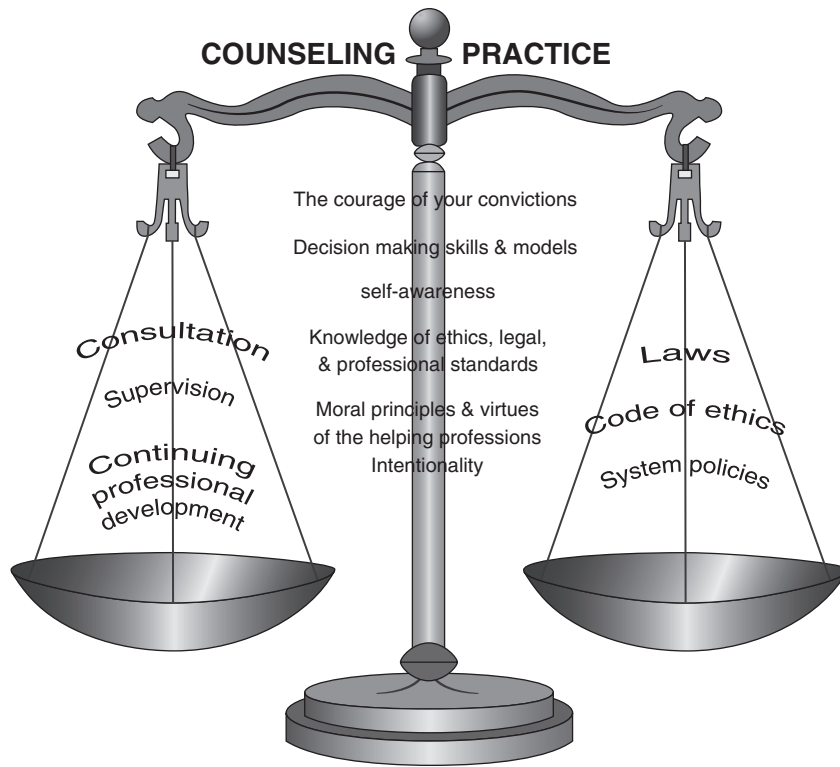 COUNSELING PRACTICE
The courage of your convictions
Decision making skills & models
self-awareness
Knowledge of ethics, legal,
& professional standards
Moral principles & virtues
of the helping professions
Intentionality
Consultation
Supervision
Continuing
professional
development
Laws
Code of ethics
System policies